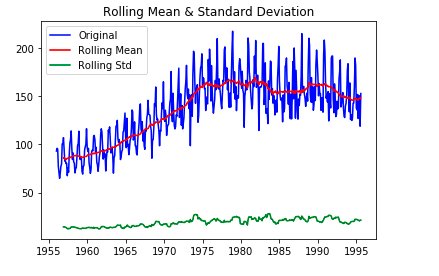 Rolling Mean & Standard Deviation
Original
Rolling Mean
Rolling Std
200
150
100
50
1955 1960 1965 1970 1975 1980 1985 1990 1995